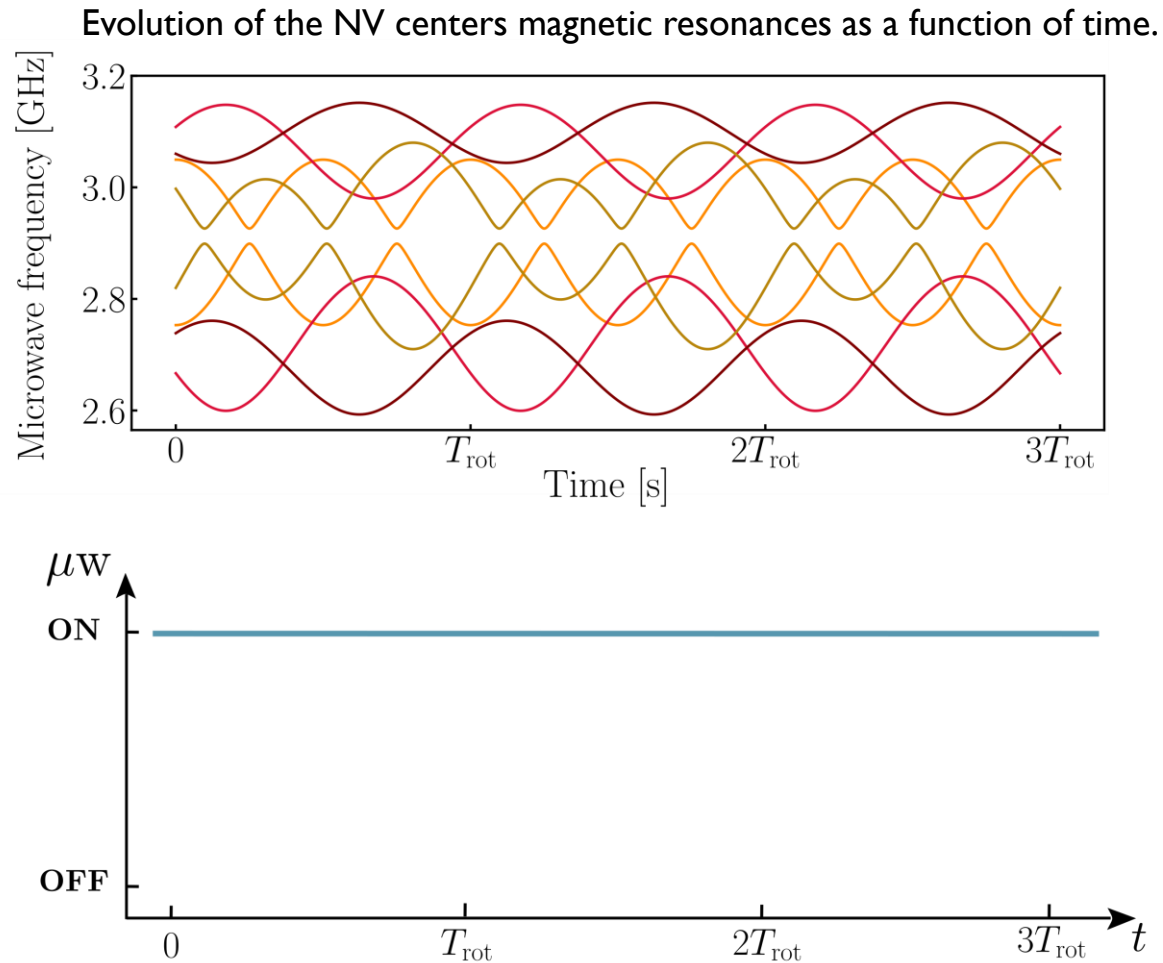 Evolution of the NV centers magnetic resonances as a function of time.
Microwave frequency [GHz]
3.2
3.0
2.8
2.6
0
T_rot
2T_rot
3T_rot
Time [s]
μw
ON
OFF
0
T_rot
2T_rot
3T_rot
t